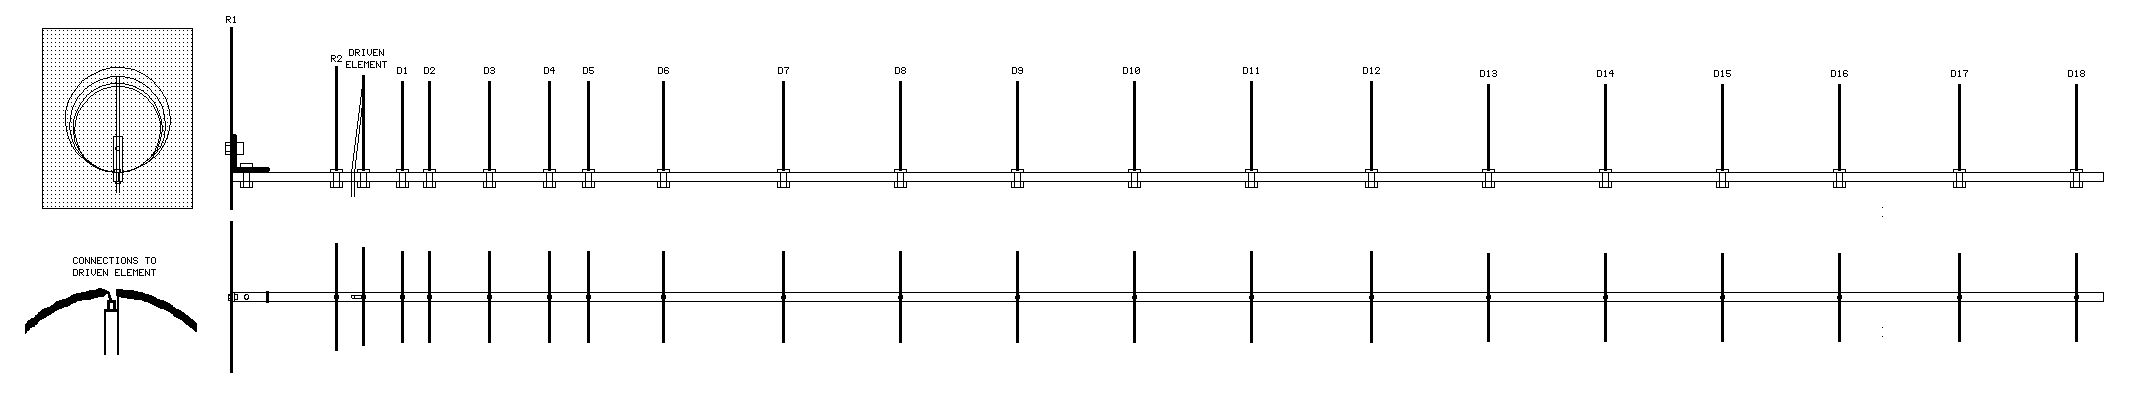 R1
R2
DRIVEN
ELEMENT
D1
D2
D3
D4
D5
D6
D7
D8
D9
D10
D11
D12
D13
D14
D15
D16
D17
D18
CONNECTIONS TO
DRIVEN ELEMENT